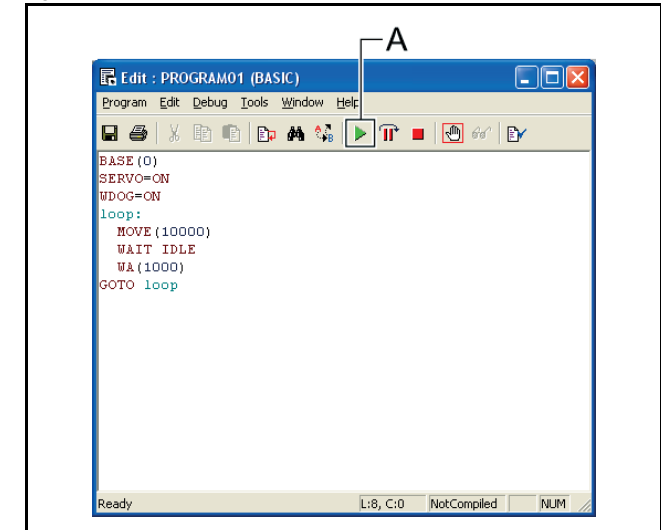 A
Edit : PROGRAM01 (BASIC)
Program Edit Debug Tools Window Help
BASE(0)
SERVO=ON
WDOG=ON
loop:
MOVE(10000)
WAIT IDLE
WA(1000)
GOTO loop
Ready L:8, C:0 NotCompiled NUM